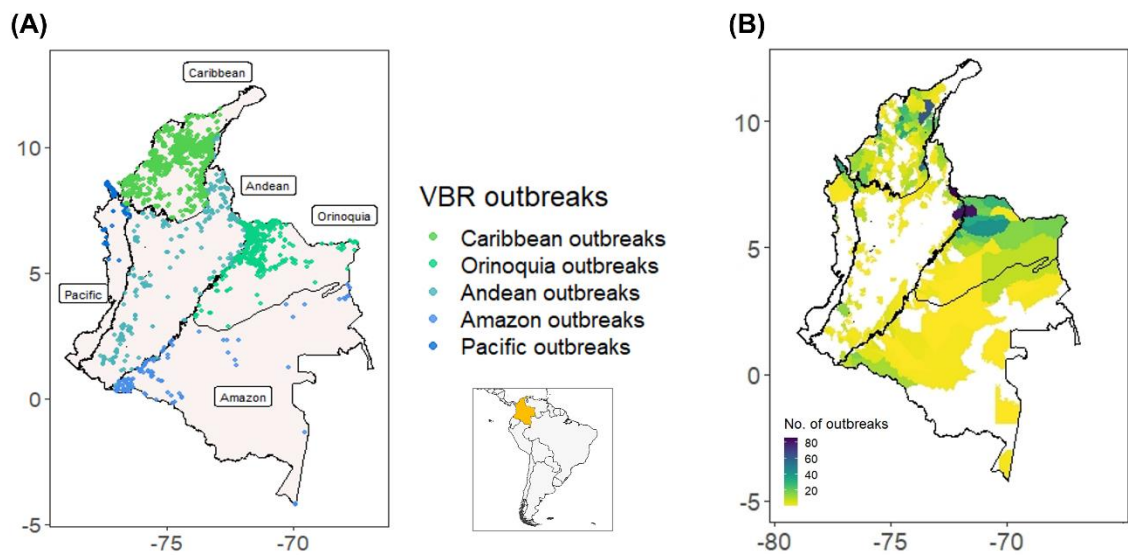 (A)
Caribbean
10
Andean
Orinoquia
5
Pacific
0
Amazon
-5
-75
-70
VBR outbreaks
Caribbean outbreaks
Orinoquia outbreaks
Andean outbreaks
Amazon outbreaks
Pacific outbreaks
(B)
10
5
0
-5
No. of outbreaks
80
60
40
20
-80
-75
-70